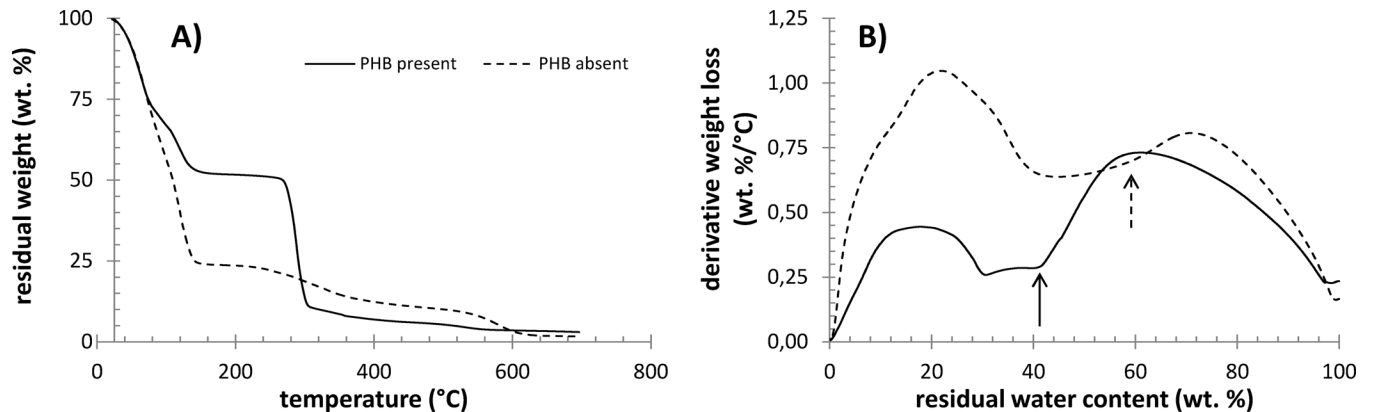 A)
PHB present
PHB absent
residual weight (wt. %)
100
75
50
25
0
0 200 400 600 800
temperature (°C)
B)
derivative weight loss
(wt. %/°C)
1,25
1,00
0,75
0,50
0,25
0,00
0 20 40 60 80 100
residual water content (wt. %)